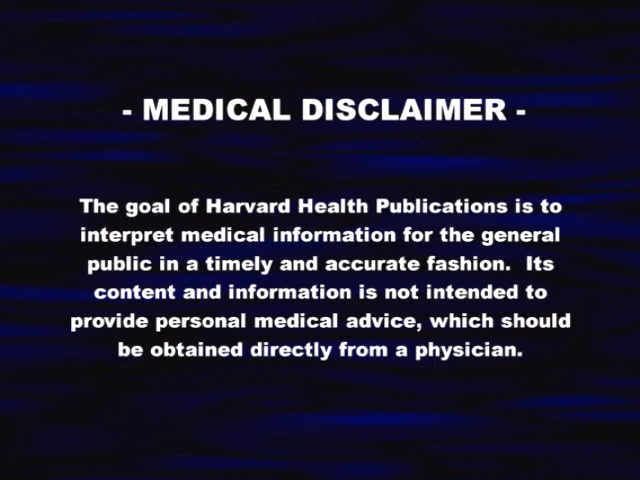 - MEDICAL DISCLAIMER -
The goal of Harvard Health Publications is to
interpret medical information for the general
public in a timely and accurate fashion.  Its
content and information is not intended to
provide personal medical advice, which should
be obtained directly from a physician.